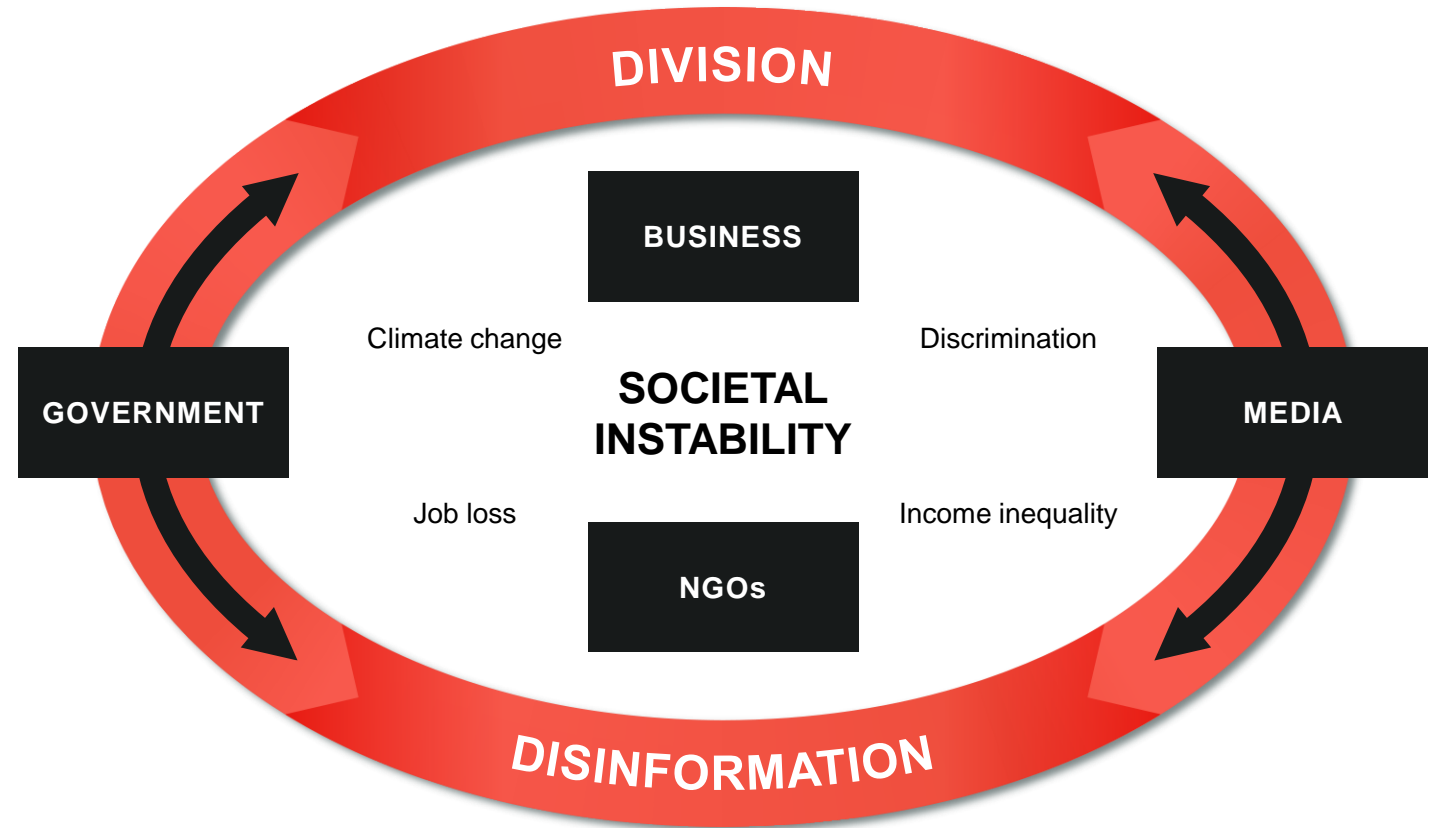 DIVISION
BUSINESS
Climate change
Discrimination
SOCIETAL
INSTABILITY
GOVERNMENT
MEDIA
Job loss
Income inequality
NGOs
DISINFORMATION